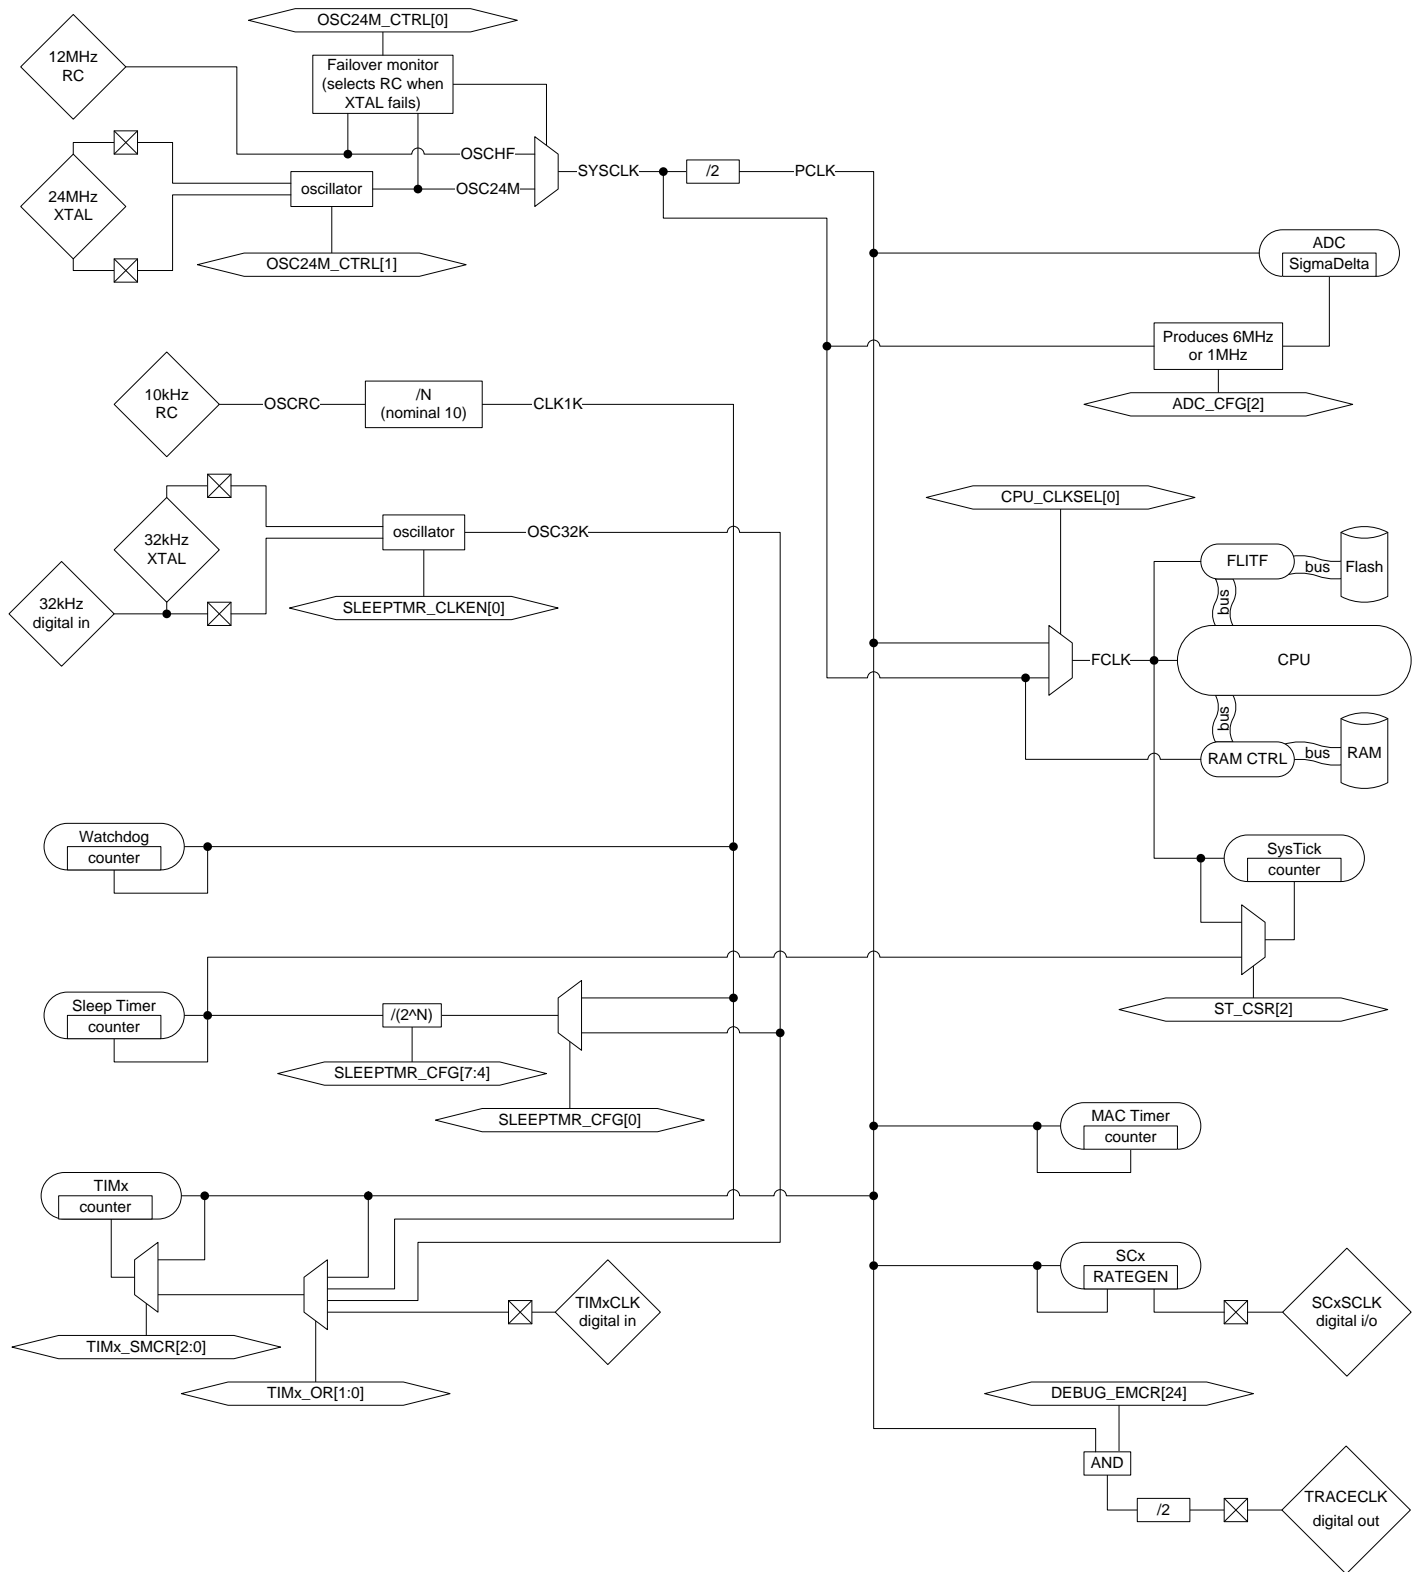 OSC24M_CTRL[0]
12MHz
RC
Failover monitor
(selects RC when
XTAL fails)
OSCHF
SYSCLK
/2
PCLK
24MHz
XTAL
oscillator
OSC24M
OSC24M_CTRL[1]
ADC
SigmaDelta
Produces 6MHz
or 1MHz
ADC_CFG[2]
10kHz
RC
OSCRC
/N
(nominal 10)
CLK1K
32kHz
XTAL
oscillator
OSC32K
SLEEPTMR_CLKEN[0]
32kHz
digital in
CPU_CLKSEL[0]
FLITF
bus
Flash
bus
FCLK
CPU
bus
RAM CTRL
bus
RAM
Watchdog
counter
SysTick
counter
ST_CSR[2]
Sleep Timer
counter
/(2^N)
SLEEPTMR_CFG[7:4]
SLEEPTMR_CFG[0]
MAC Timer
counter
TIMx
counter
TIMx_SMCR[2:0]
TIMx_OR[1:0]
TIMxCLK
digital in
SCx
RATEGEN
SCxSCLK
digital i/o
DEBUG_EMCR[24]
AND
/2
TRACECLK
digital out